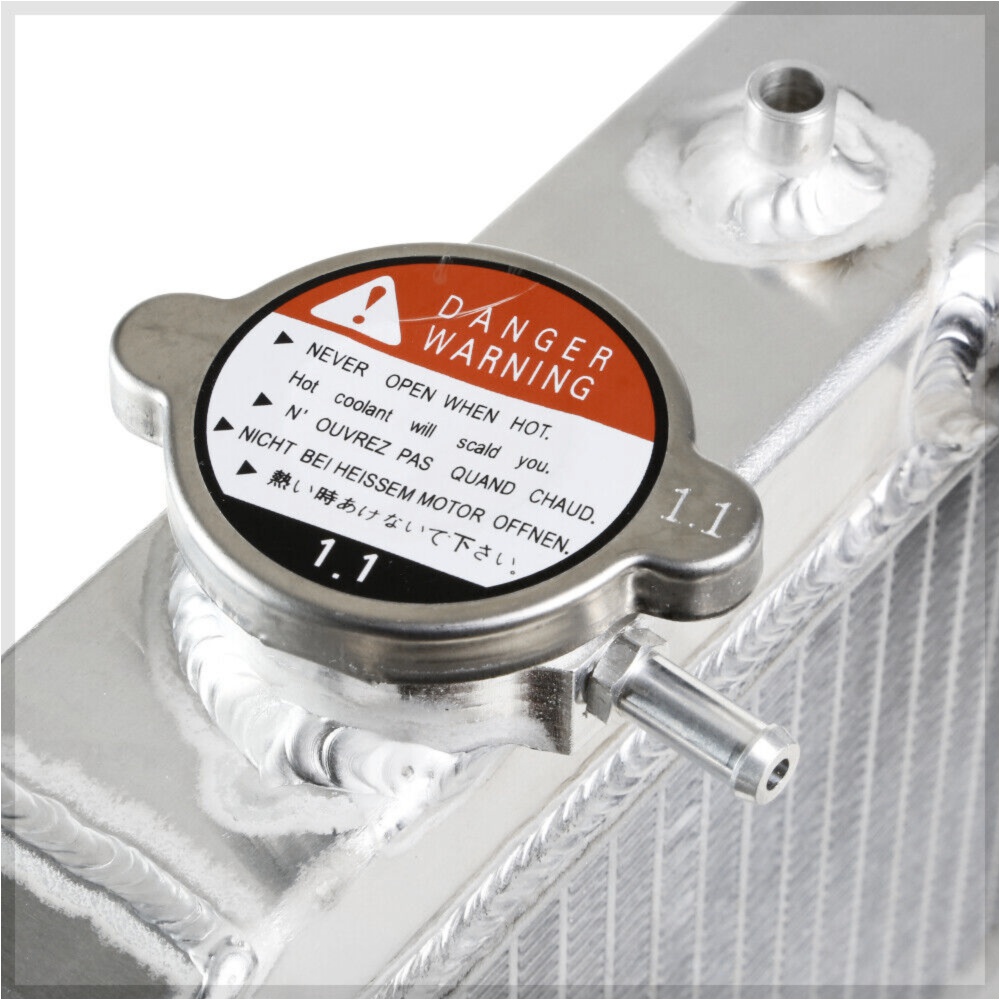 DANGER
WARNING
NEVER OPEN WHEN HOT.
Hot coolant will scald you.
N' OUVREZ PAS QUAND CHAUD.
NICHT BEI HEISSEM MOTOR OFFNEN.
熱い時あけないで下さい.
1.1
1.1